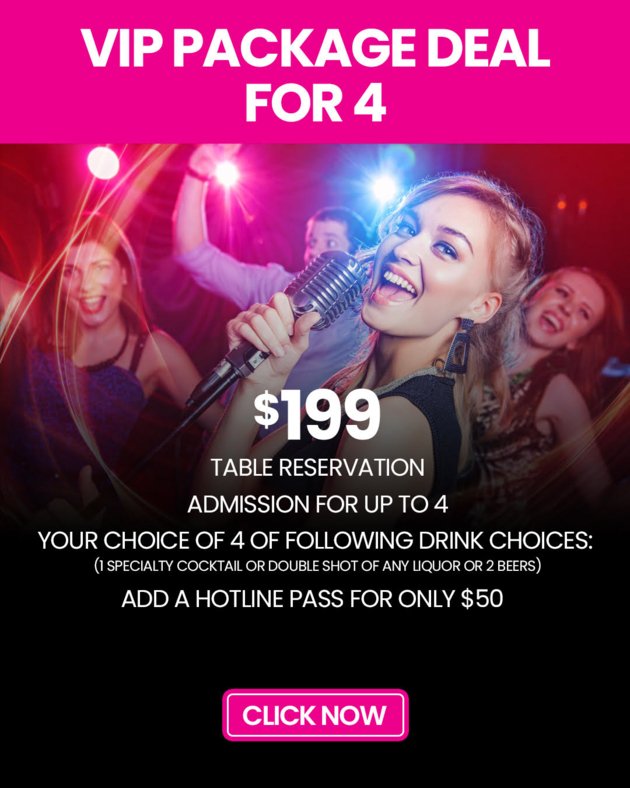 VIP PACKAGE DEAL
FOR 4
$199
TABLE RESERVATION
ADMISSION FOR UP TO 4
YOUR CHOICE OF 4 OF FOLLOWING DRINK CHOICES:
(1 SPECIALTY COCKTAIL OR DOUBLE SHOT OF ANY LIQUOR OR 2 BEERS)
ADD A HOTLINE PASS FOR ONLY $50
CLICK NOW